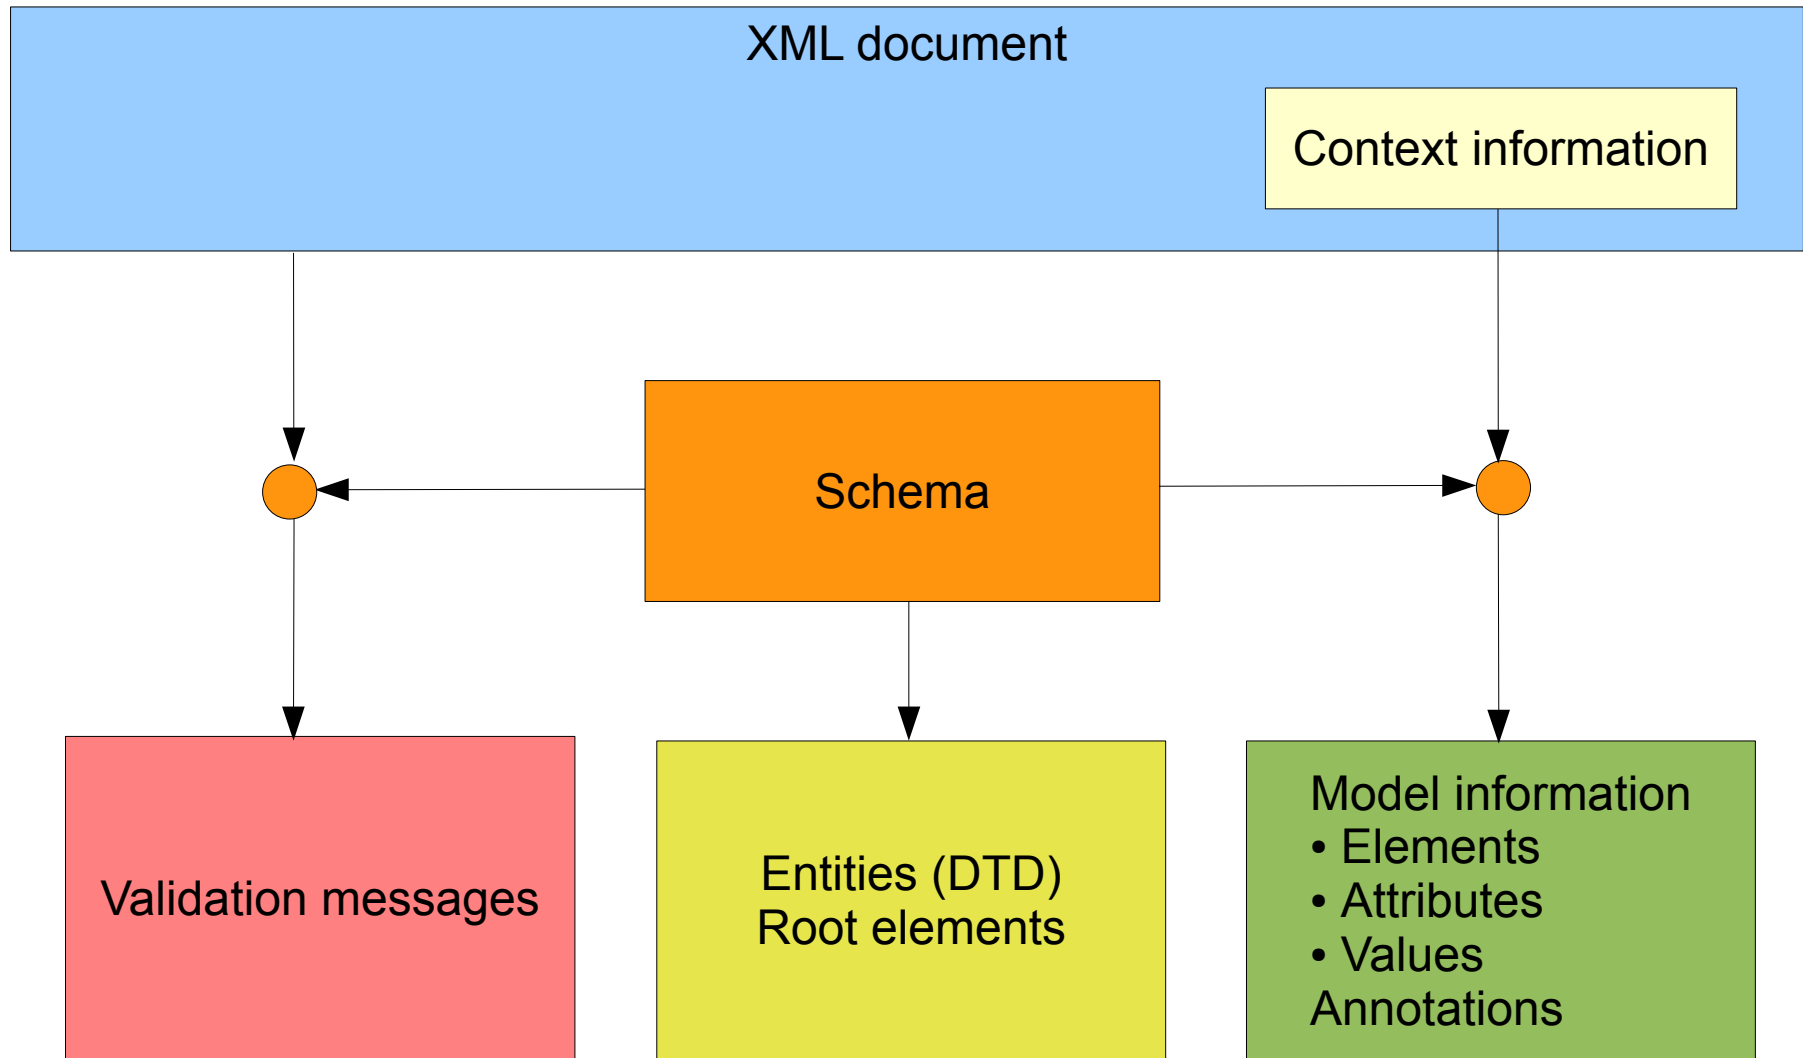 XML document
Context information
Schema
Validation messages
Entities (DTD)
Root elements
Model information
• Elements
• Attributes
• Values
Annotations